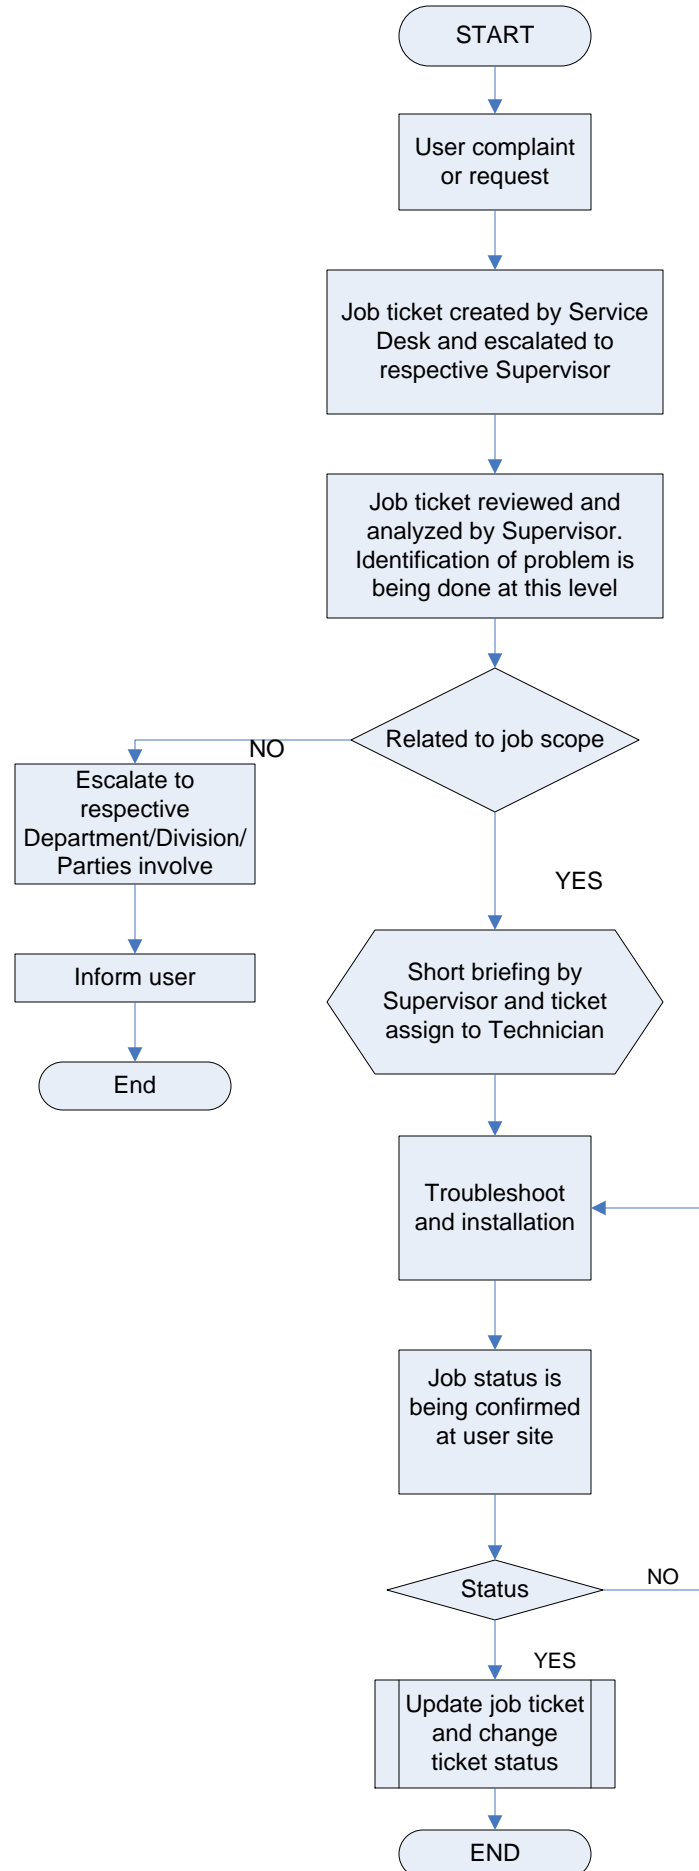 START
User complaint
or request
Job ticket created by Service
Desk and escalated to
respective Supervisor
Job ticket reviewed and
analyzed by Supervisor.
Identification of problem is
being done at this level
Related to job scope
NO
Escalate to
respective
Department/Division/
Parties involve
Inform user
End
YES
Short briefing by
Supervisor and ticket
assign to Technician
Troubleshoot
and installation
Job status is
being confirmed
at user site
Status
NO
YES
Update job ticket
and change
ticket status
END